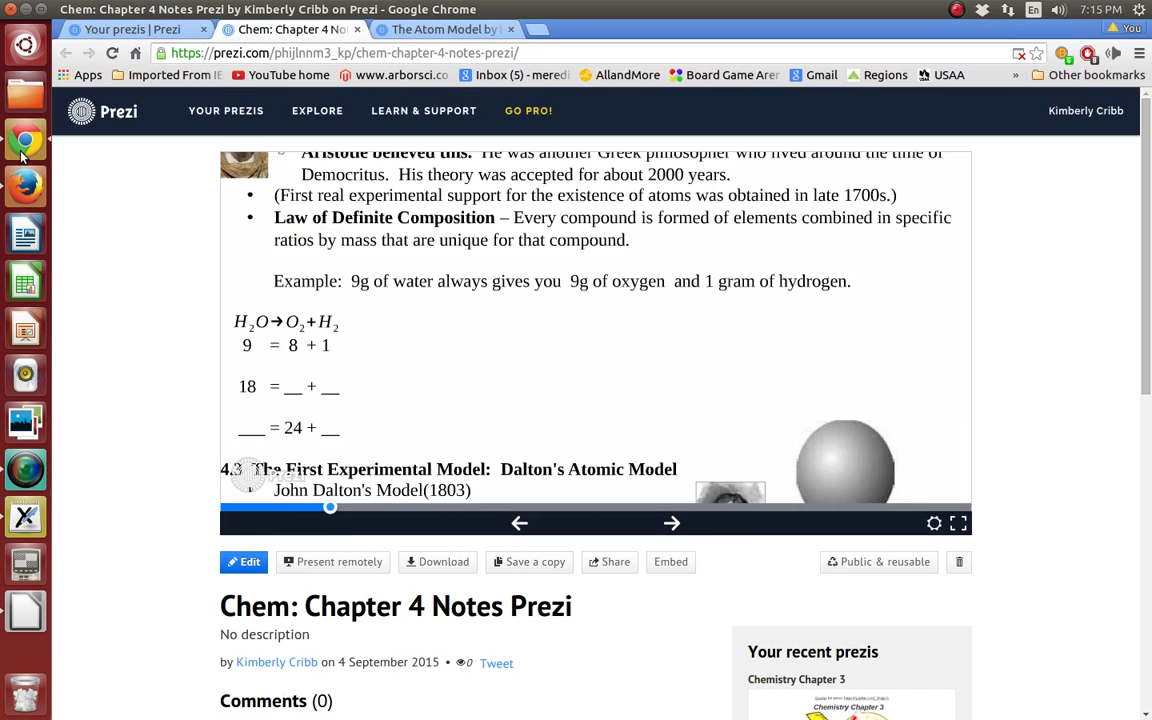 Chem: Chapter 4 Notes Prezi by Kimberly Cribb on Prezi - Google Chrome
En
7:15 PM
Your prezis | Prezi
Chem: Chapter 4 Not
The Atom Model by
You
https://prezi.com/phijlnnm3_kp/chem-chapter-4-notes-prezi/
Apps
Imported From IE
YouTube home
www.arborsci.co
Inbox (5) - meredi
AllandMore
Board Game Aren
Gmail
Regions
USAA
»
Other bookmarks
Prezi
YOUR PREZIS
EXPLORE
LEARN & SUPPORT
GO PRO!
Kimberly Cribb
Aristotle believed this. He was another Greek philosopher who lived around the time of
Democritus. His theory was accepted for about 2000 years.
• (First real experimental support for the existence of atoms was obtained in late 1700s.)
• Law of Definite Composition – Every compound is formed of elements combined in specific
ratios by mass that are unique for that compound.
Example: 9g of water always gives you 9g of oxygen and 1 gram of hydrogen.
H₂O→O₂+H₂
9 = 8 + 1
18 = __ + __
___ = 24 + __
4.3 The First Experimental Model: Dalton's Atomic Model
Prezi
John Dalton's Model(1803)
Edit
Present remotely
Download
Save a copy
Share
Embed
Public & reusable
Chem: Chapter 4 Notes Prezi
No description
by Kimberly Cribb on 4 September 2015 • 0 Tweet
Comments (0)
Your recent prezis
Chemistry Chapter 3
Chemistry Chapter 3